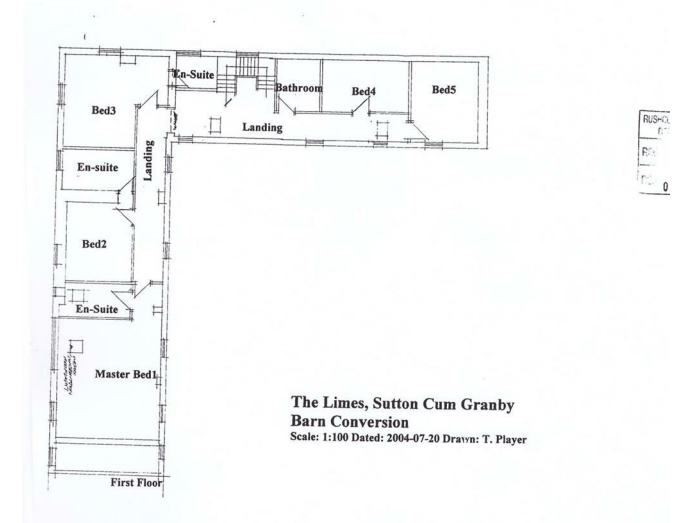 En-Suite
Bathroom
Bed4
Bed5
Bed3
Landing
Landing
En-suite
Bed2
En-Suite
Master Bed1
The Limes, Sutton Cum Granby
Barn Conversion
Scale: 1:100 Dated: 2004-07-20 Drawn: T. Player
First Floor